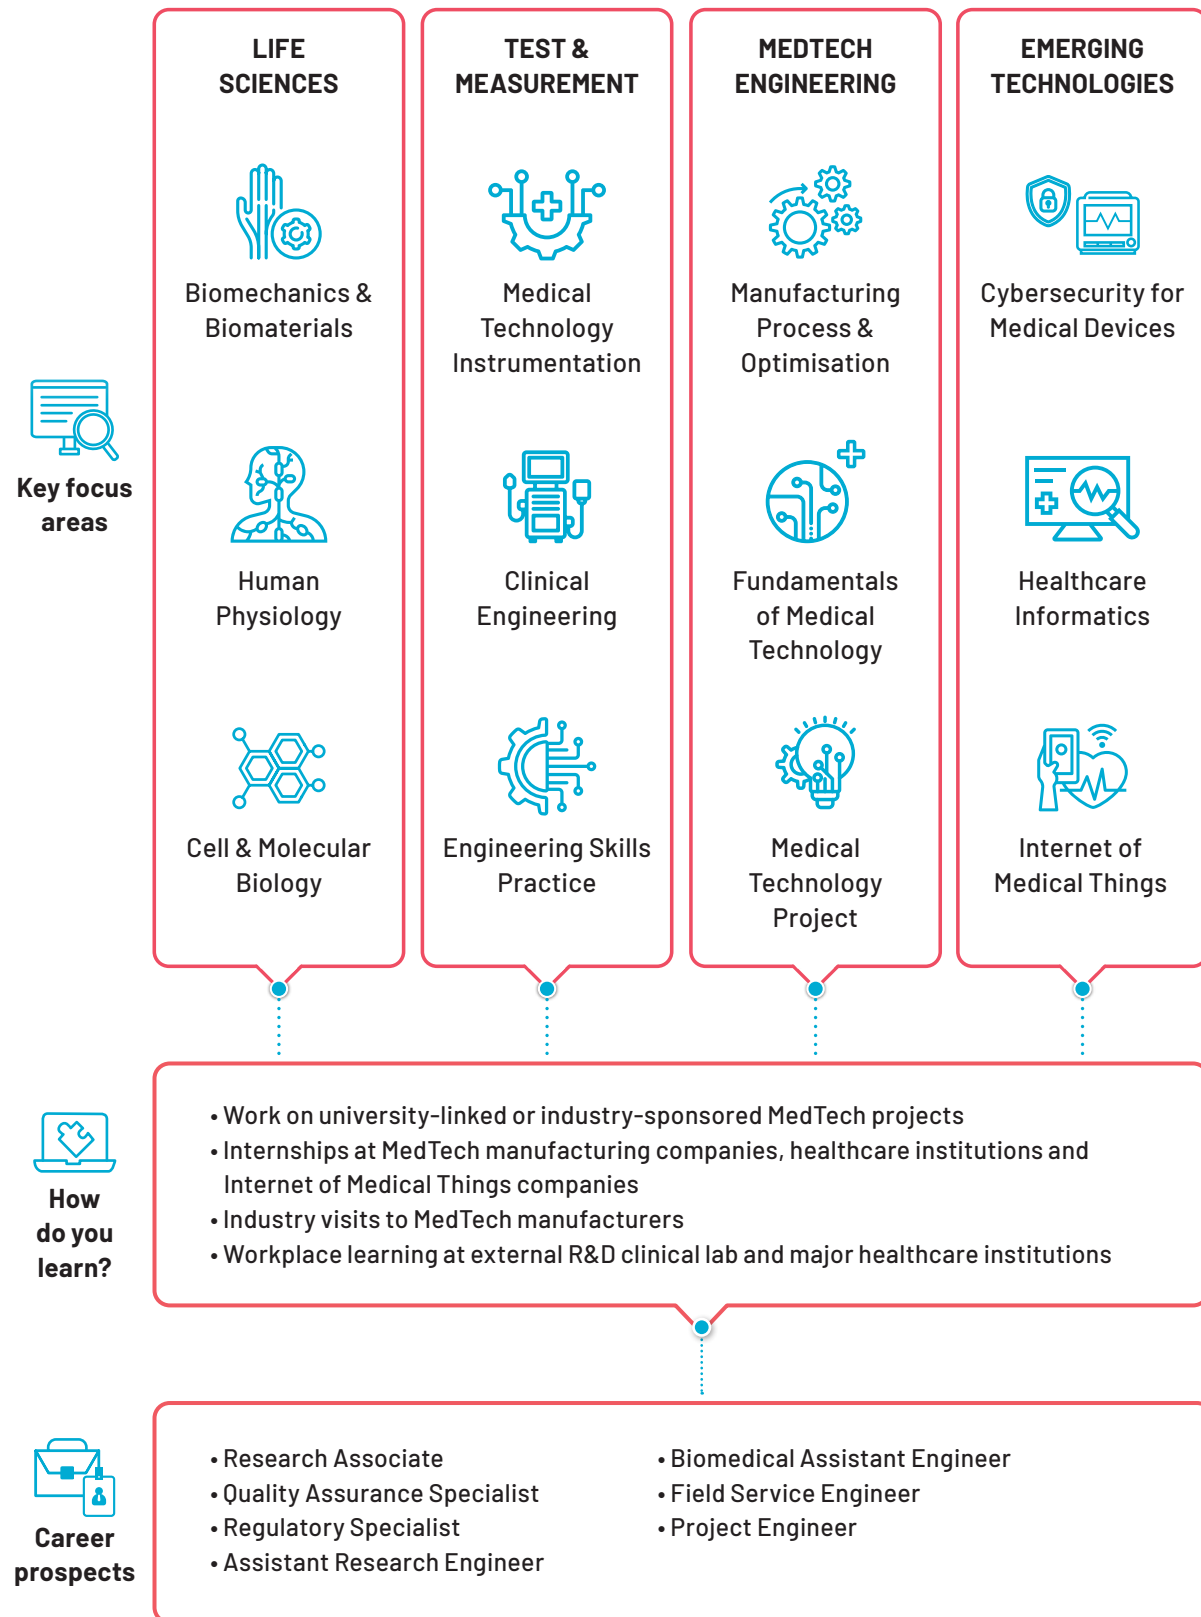 LIFE
SCIENCES
Biomechanics &
Biomaterials
Human
Physiology
Cell & Molecular
Biology
TEST &
MEASUREMENT
Medical
Technology
Instrumentation
Clinical
Engineering
Engineering Skills
Practice
MEDTECH
ENGINEERING
Manufacturing
Process &
Optimisation
Fundamentals
of Medical
Technology
Medical
Technology
Project
EMERGING
TECHNOLOGIES
Cybersecurity for
Medical Devices
Healthcare
Informatics
Internet of
Medical Things
Key focus
areas
How
do you
learn?
• Work on university-linked or industry-sponsored MedTech projects
• Internships at MedTech manufacturing companies, healthcare institutions and
Internet of Medical Things companies
• Industry visits to MedTech manufacturers
• Workplace learning at external R&D clinical lab and major healthcare institutions
Career
prospects
• Research Associate
• Quality Assurance Specialist
• Regulatory Specialist
• Assistant Research Engineer
• Biomedical Assistant Engineer
• Field Service Engineer
• Project Engineer